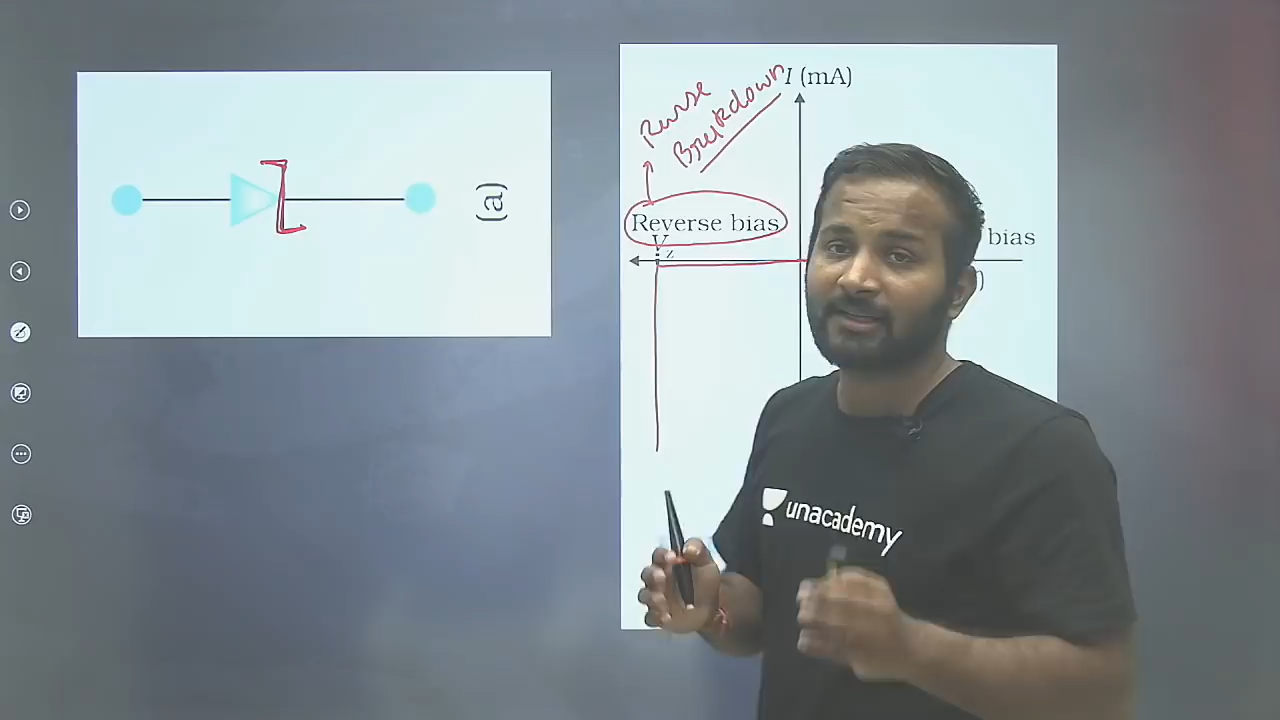 (a)
Reverse
Breakdown
I (mA)
Reverse bias
Vz
bias
)
unacademy